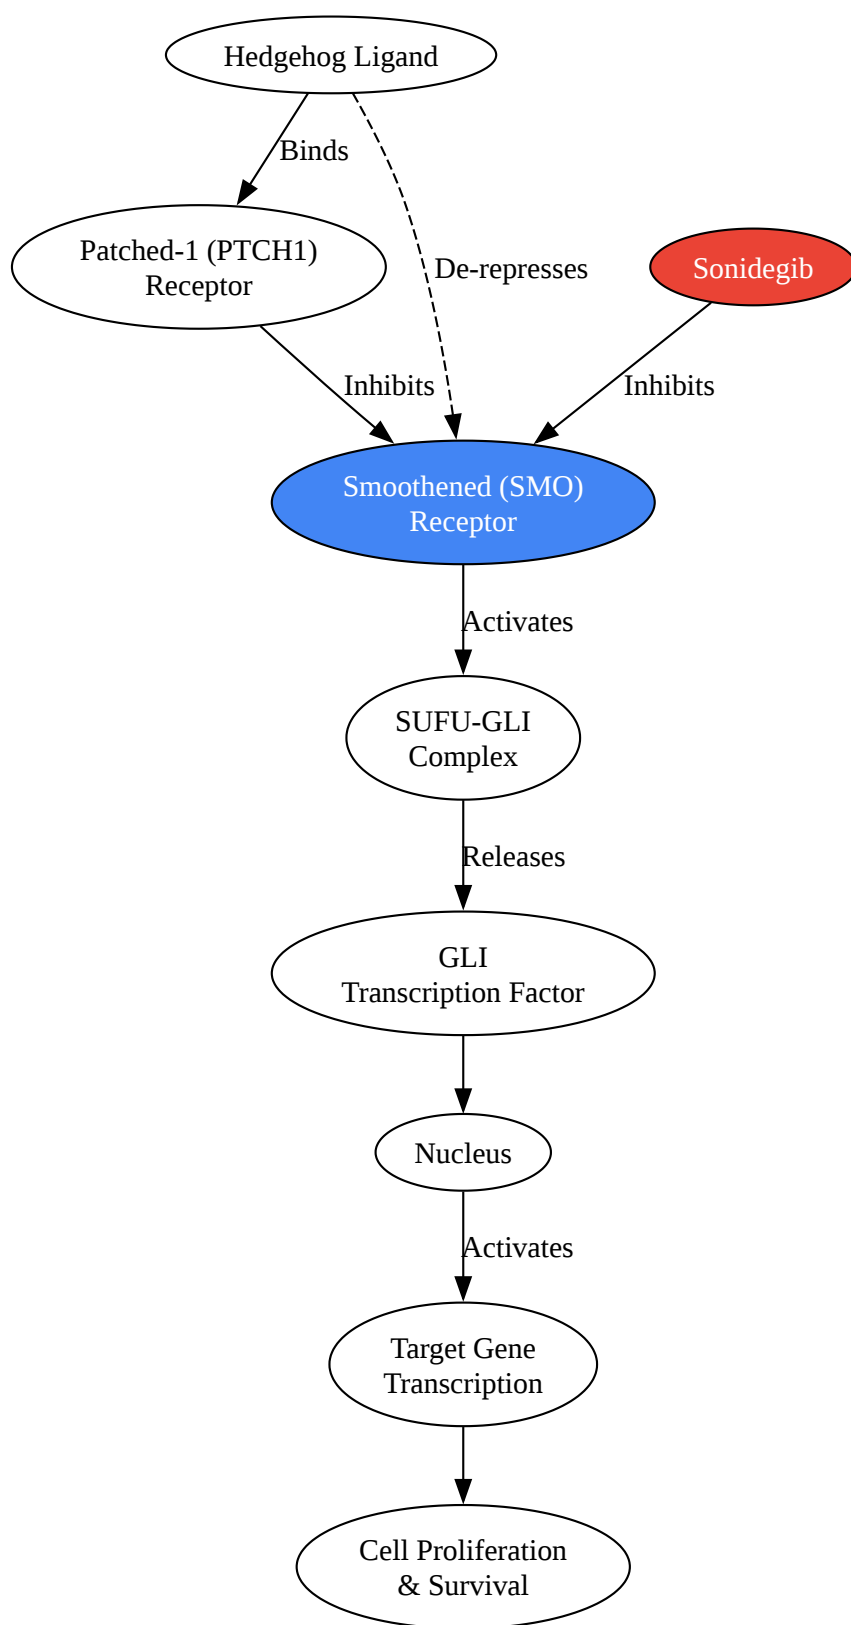 Hedgehog Ligand
Binds
Patched-1 (PTCH1)
Receptor
De-represses
Sonidegib
Inhibits
Inhibits
Smoothened (SMO)
Receptor
Activates
SUFU-GLI
Complex
Releases
GLI
Transcription Factor
Nucleus
Activates
Target Gene
Transcription
Cell Proliferation
& Survival